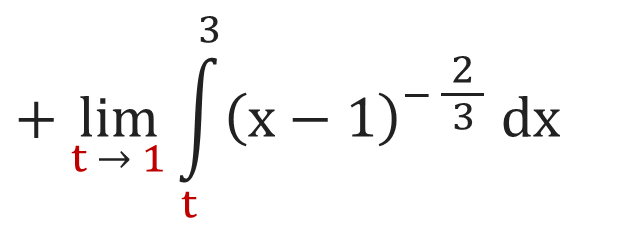 + lim t → 1 ∫ t 3 (x − 1)^(−2/3) dx